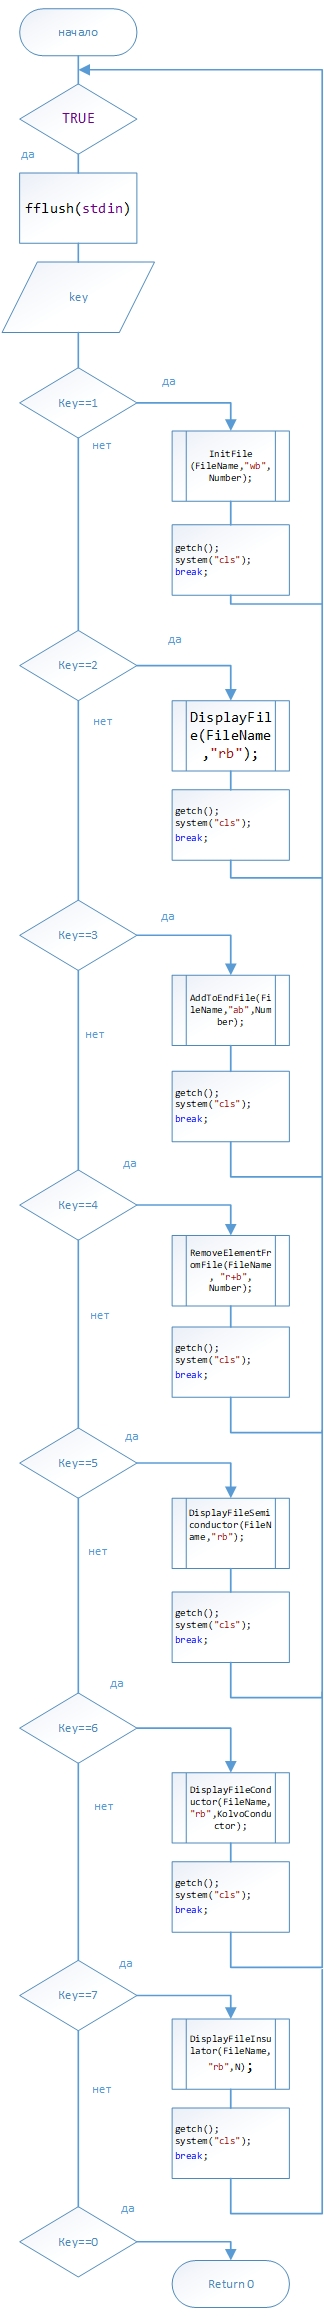 начало
TRUE
да
fflush(stdin)
key
да
Key==1
нет
InitFile
(FileName,"wb",
Number);
getch();
system("cls");
break;
да
Key==2
нет
DisplayFil
e(FileName
,"rb");
getch();
system("cls");
break;
да
Key==3
нет
AddToEndFile(Fi
leName,"ab",Num
ber);
getch();
system("cls");
break;
да
Key==4
нет
RemoveElementFr
omFile(FileName
, "r+b",
Number);
getch();
system("cls");
break;
да
Key==5
нет
DisplayFileSemi
conductor(FileN
ame,"rb");
getch();
system("cls");
break;
да
Key==6
нет
DisplayFileCond
uctor(FileName,
"rb",KolvoCondu
ctor);
getch();
system("cls");
break;
да
Key==7
нет
DisplayFileInsu
lator(FileName,
"rb",N);
getch();
system("cls");
break;
да
Key==0
Return 0